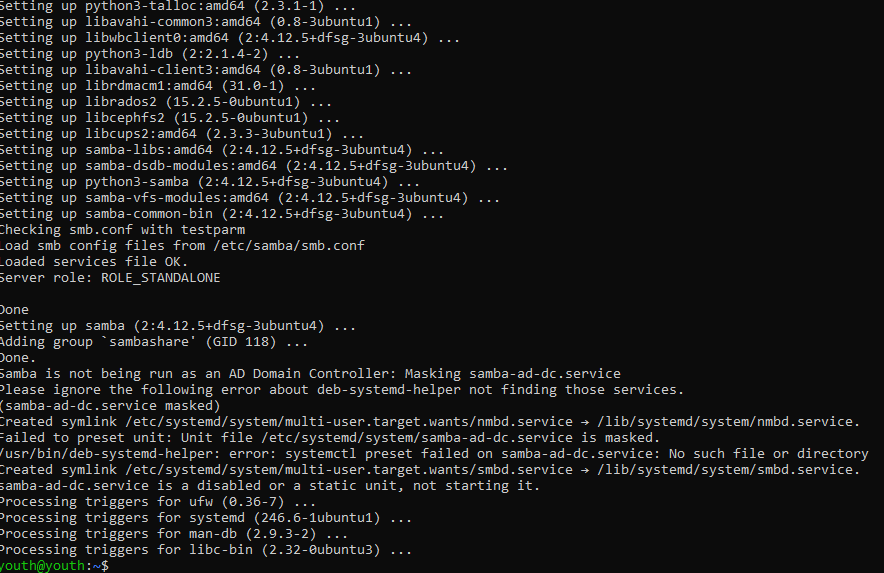 Setting up python3-talloc:amd64 (2.3.1-1) ...
Setting up libavahi-common3:amd64 (0.8-3ubuntu1) ...
Setting up libwbclient0:amd64 (2:4.12.5+dfsg-3ubuntu4) ...
Setting up python3-ldb (2:2.1.4-2) ...
Setting up libavahi-client3:amd64 (0.8-3ubuntu1) ...
Setting up librdmacm1:amd64 (31.0-1) ...
Setting up librados2 (15.2.5-0ubuntu1) ...
Setting up libcephfs2 (15.2.5-0ubuntu1) ...
Setting up libcups2:amd64 (2.3.3-3ubuntu1) ...
Setting up samba-libs:amd64 (2:4.12.5+dfsg-3ubuntu4) ...
Setting up samba-dsdb-modules:amd64 (2:4.12.5+dfsg-3ubuntu4) ...
Setting up python3-samba (2:4.12.5+dfsg-3ubuntu4) ...
Setting up samba-vfs-modules:amd64 (2:4.12.5+dfsg-3ubuntu4) ...
Setting up samba-common-bin (2:4.12.5+dfsg-3ubuntu4) ...
Checking smb.conf with testparm
Load smb config files from /etc/samba/smb.conf
Loaded services file OK.
Server role: ROLE_STANDALONE
Done
Setting up samba (2:4.12.5+dfsg-3ubuntu4) ...
Adding group `sambashare' (GID 118) ...
Done.
Samba is not being run as an AD Domain Controller: Masking samba-ad-dc.service
Please ignore the following error about deb-systemd-helper not finding those services.
(samba-ad-dc.service masked)
Created symlink /etc/systemd/system/multi-user.target.wants/nmbd.service → /lib/systemd/system/nmbd.service.
Failed to preset unit: Unit file /etc/systemd/system/samba-ad-dc.service is masked.
/usr/bin/deb-systemd-helper: error: systemctl preset failed on samba-ad-dc.service: No such file or directory
Created symlink /etc/systemd/system/multi-user.target.wants/smbd.service → /lib/systemd/system/smbd.service.
samba-ad-dc.service is a disabled or a static unit, not starting it.
Processing triggers for ufw (0.36-7) ...
Processing triggers for systemd (246.6-1ubuntu1) ...
Processing triggers for man-db (2.9.3-2) ...
Processing triggers for libc-bin (2.32-0ubuntu3) ...
youth@youth:~$